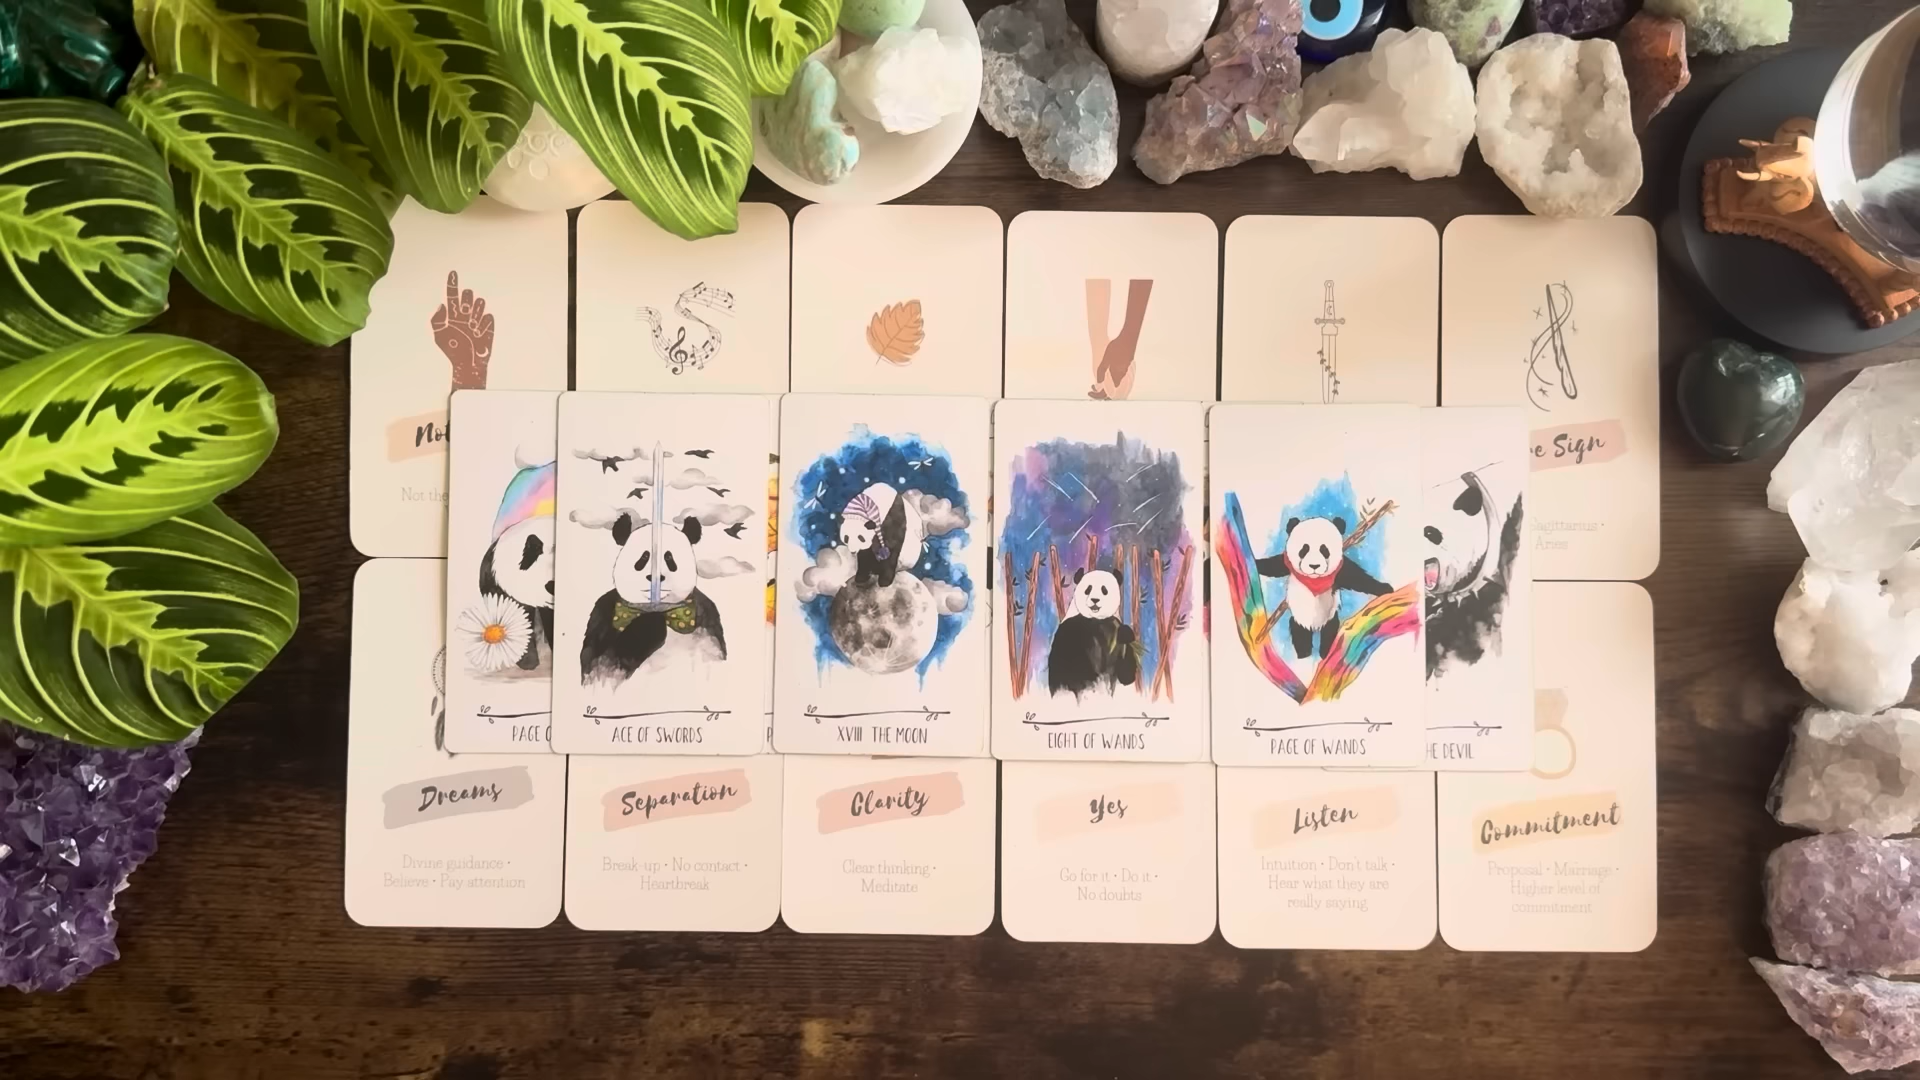 Not the
Sign
Sagittarius •
Aries
PAGE O
ACE OF SWORDS
XVIII THE MOON
EIGHT OF WANDS
PAGE OF WANDS
HE DEVIL
Dreams
Divine guidance •
Believe • Pay attention
Separation
Break-up • No contact •
Heartbreak
Clarity
Clear thinking •
Meditate
Yes
Go for it • Do it •
No doubts
Listen
Intuition • Don't talk •
Hear what they are
really saying
Commitment
Proposal • Marriage •
Higher level of
commitment